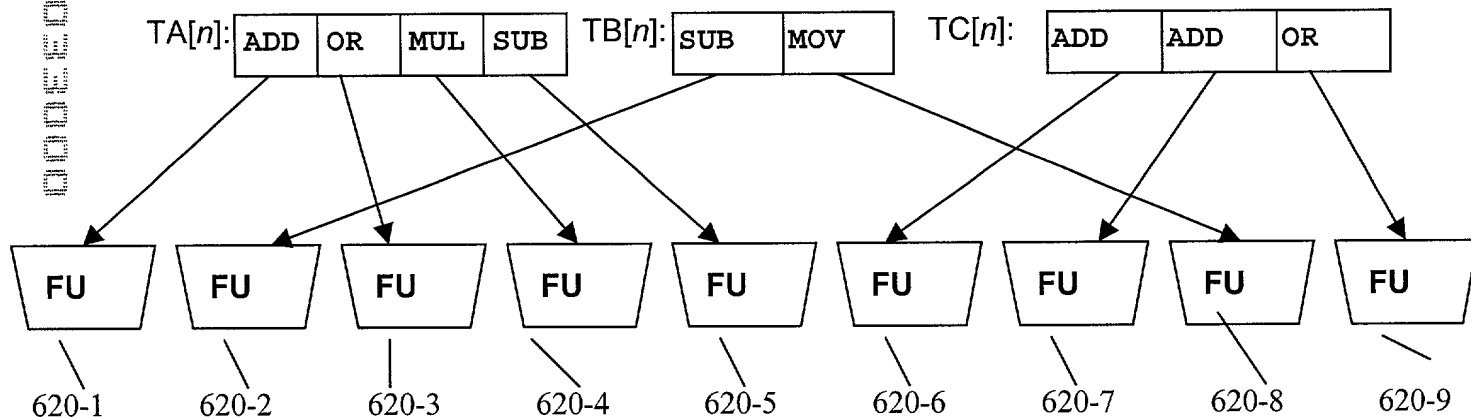 TA[n]: ADD OR MUL SUB TB[n]: SUB MOV TC[n]: ADD ADD OR
FU FU FU FU FU FU FU FU FU
620-1 620-2 620-3 620-4 620-5 620-6 620-7 620-8 620-9